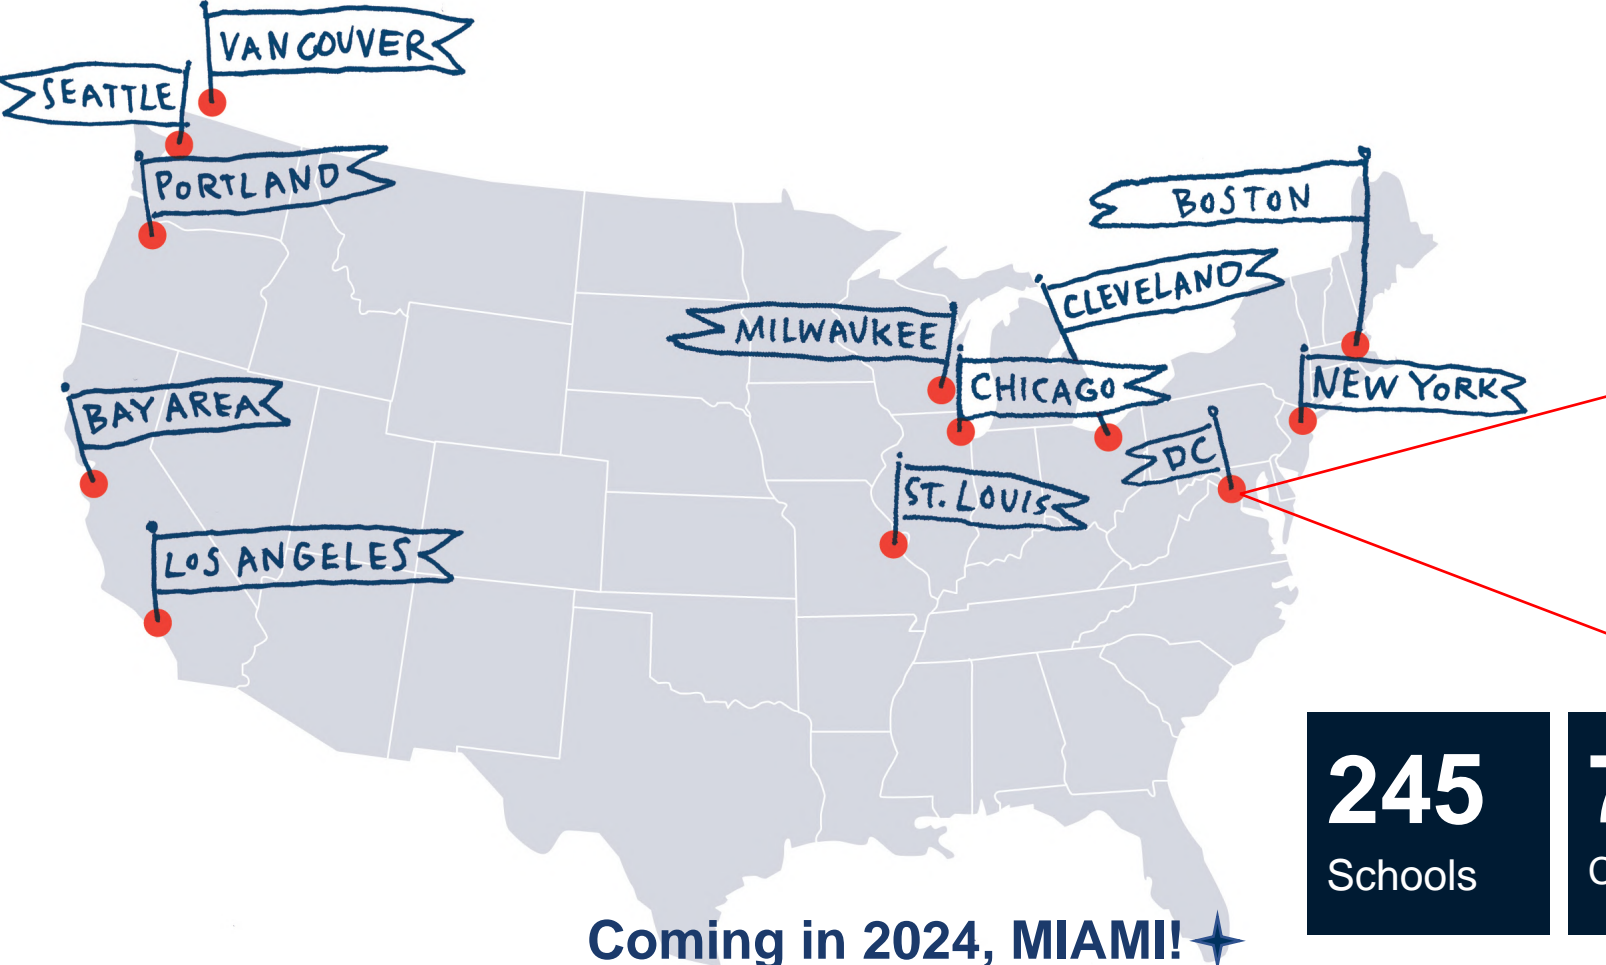 VANCOUVER
SEATTLE
PORTLAND
BOSTON
CLEVELAND
MILWAUKEE
CHICAGO
NEW YORK
BAY AREA
DC
ST. LOUIS
LOS ANGELES
245
Schools
Coming in 2024, MIAMI!